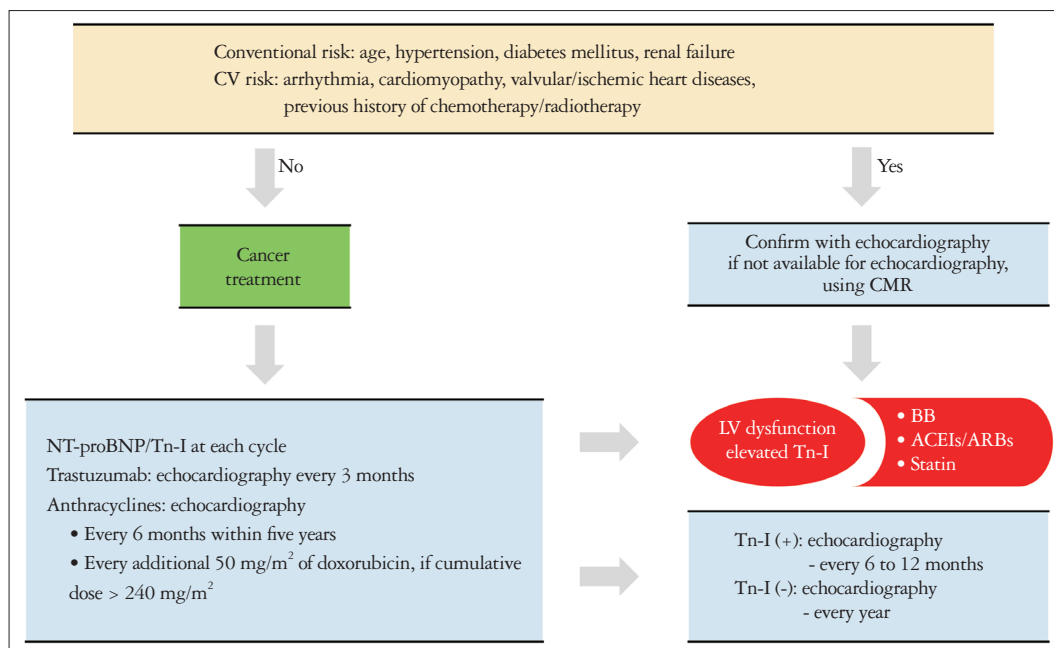 Conventional risk: age, hypertension, diabetes mellitus, renal failure
CV risk: arrhythmia, cardiomyopathy, valvular/ischemic heart diseases,
previous history of chemotherapy/radiotherapy
No
Yes
Cancer
treatment
Confirm with echocardiography
if not available for echocardiography,
using CMR
NT-proBNP/Tn-I at each cycle
Trastuzumab: echocardiography every 3 months
Anthracyclines: echocardiography
• Every 6 months within five years
• Every additional 50 mg/m² of doxorubicin, if cumulative
dose > 240 mg/m²
LV dysfunction
elevated Tn-I
• BB
• ACEIs/ARBs
• Statin
Tn-I (+): echocardiography
- every 6 to 12 months
Tn-I (-): echocardiography
- every year